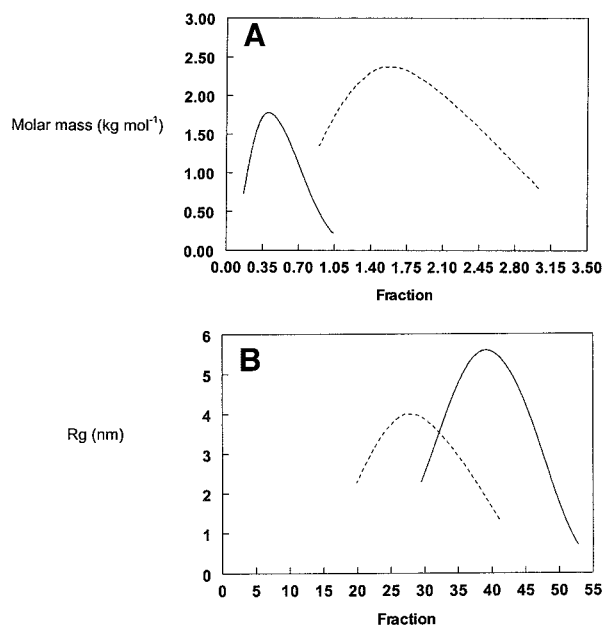 A
3.00
2.50
2.00
1.50
1.00
0.50
0.00
Molar mass (kg mol⁻¹)
0.00 0.35 0.70 1.05 1.40 1.75 2.10 2.45 2.80 3.15 3.50
Fraction
B
6
5
4
3
2
1
0
Rg (nm)
0 5 10 15 20 25 30 35 40 45 50 55
Fraction